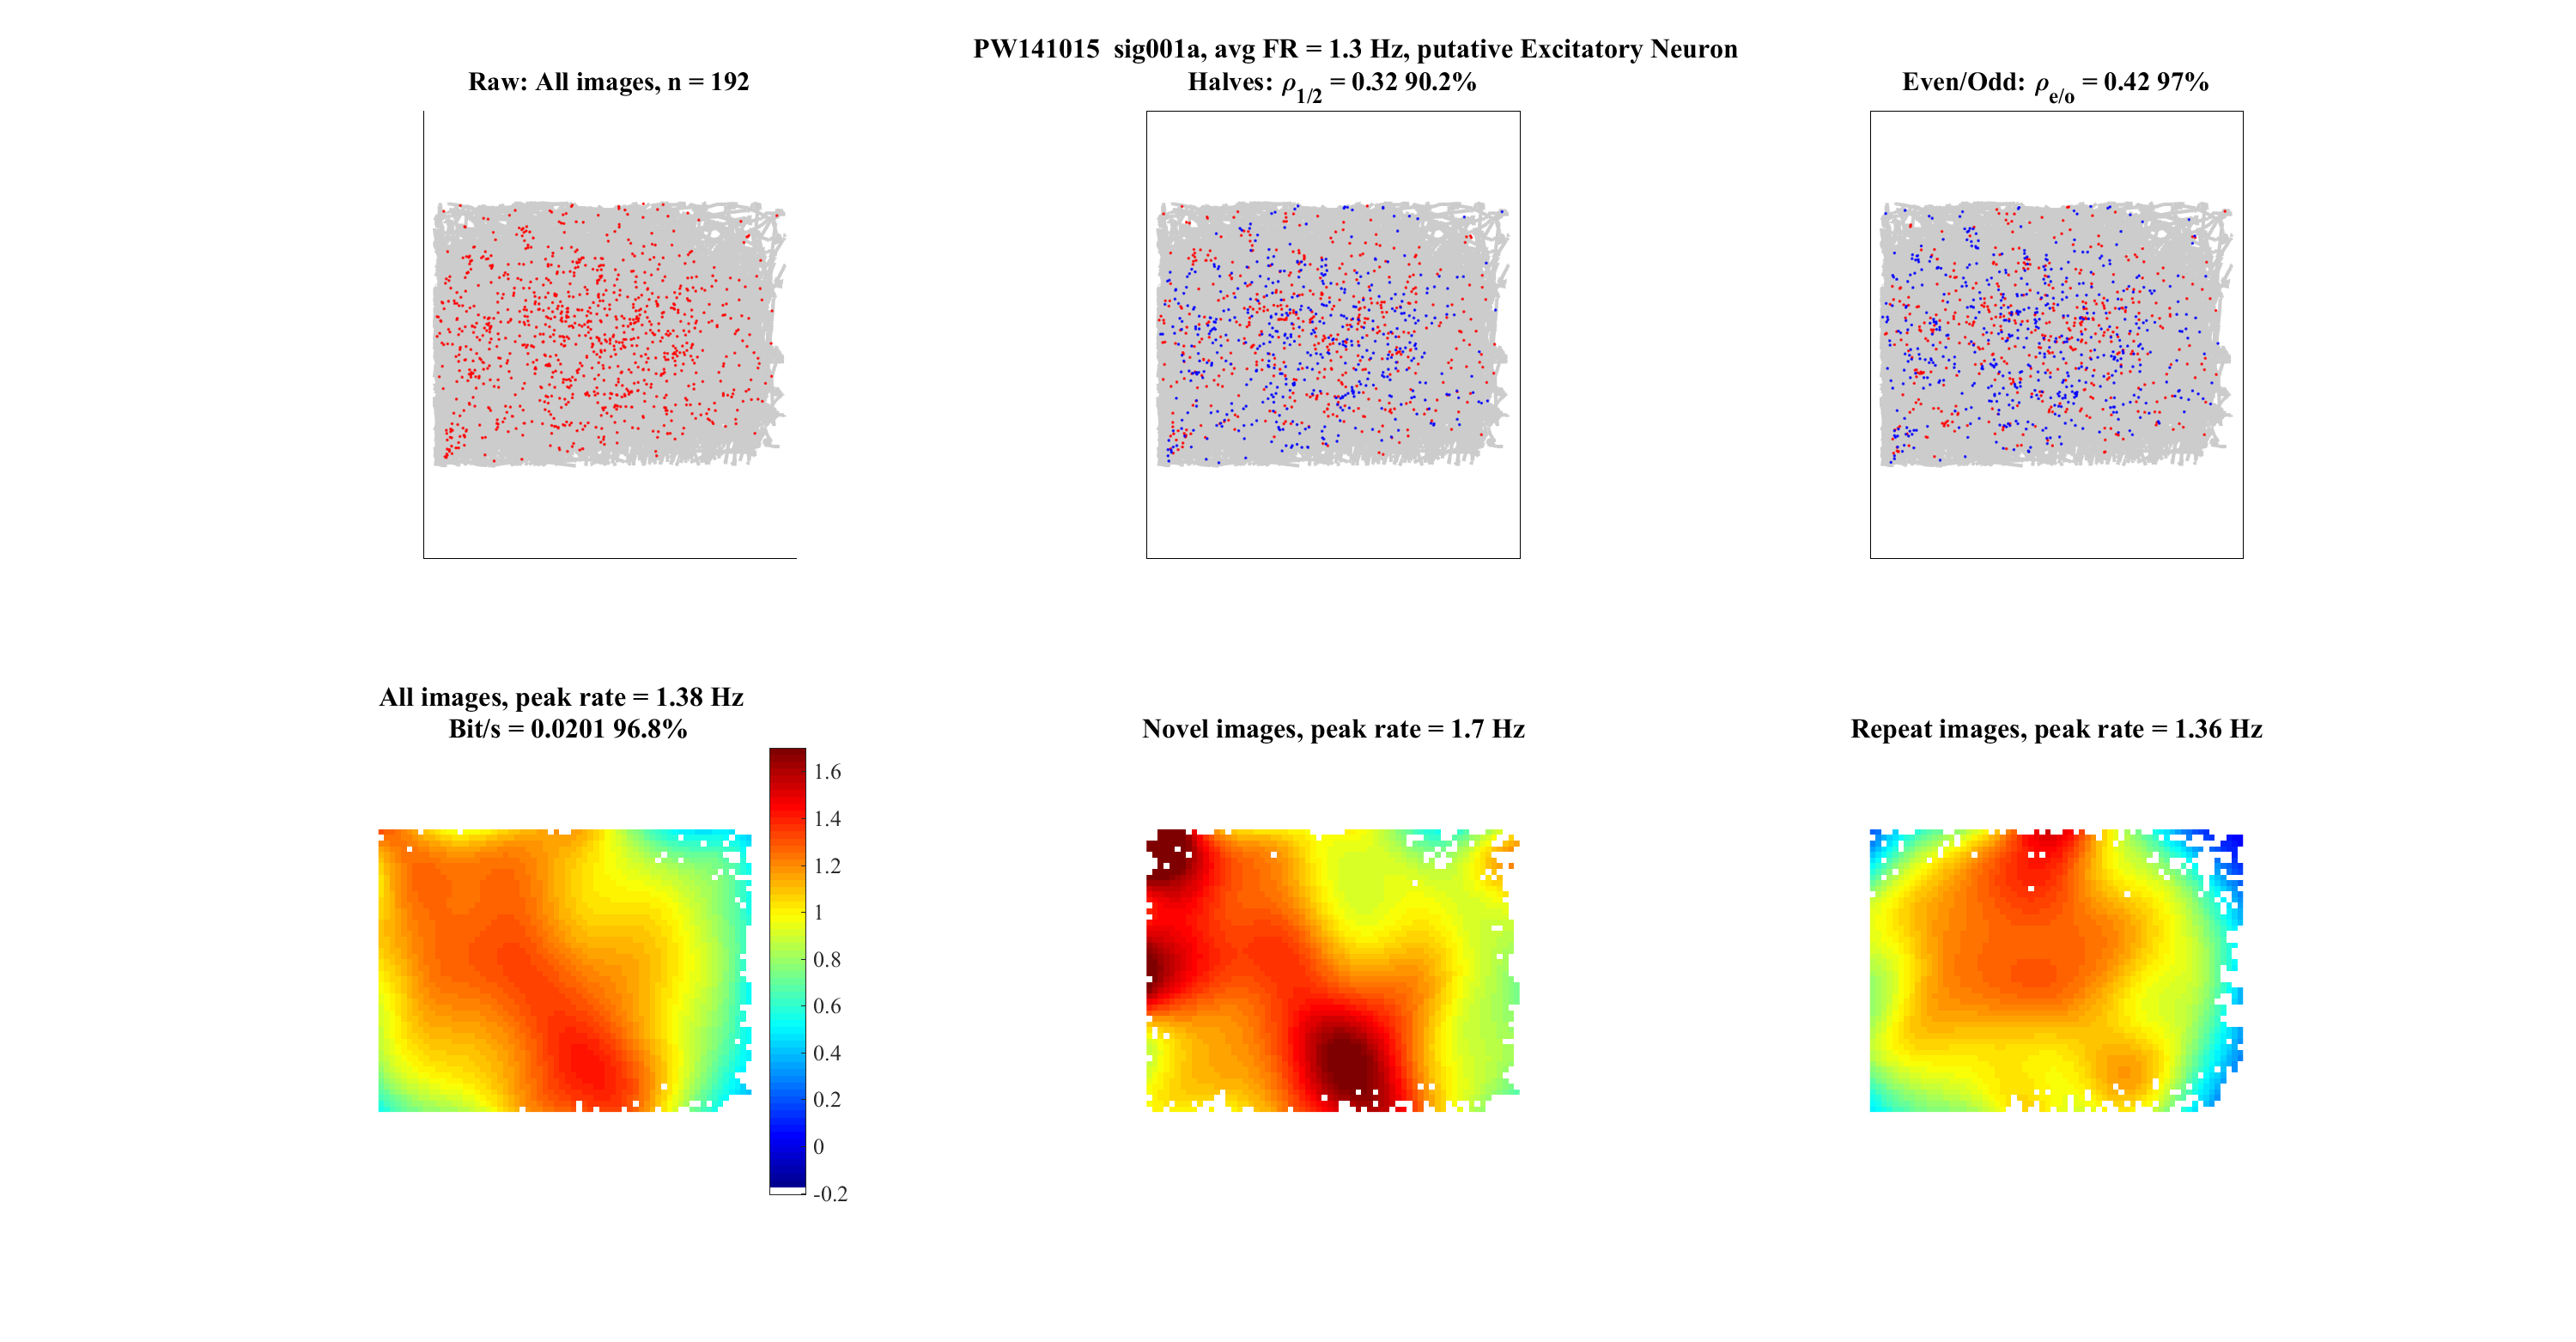 PW141015  sig001a, avg FR = 1.3 Hz, putative Excitatory Neuron
Raw: All images, n = 192
Halves: ρ1/2 = 0.32 90.2%
Even/Odd: ρe/o = 0.42 97%
All images, peak rate = 1.38 Hz
Bit/s = 0.0201 96.8%
Novel images, peak rate = 1.7 Hz
Repeat images, peak rate = 1.36 Hz
1.6
1.4
1.2
1
0.8
0.6
0.4
0.2
0
-0.2